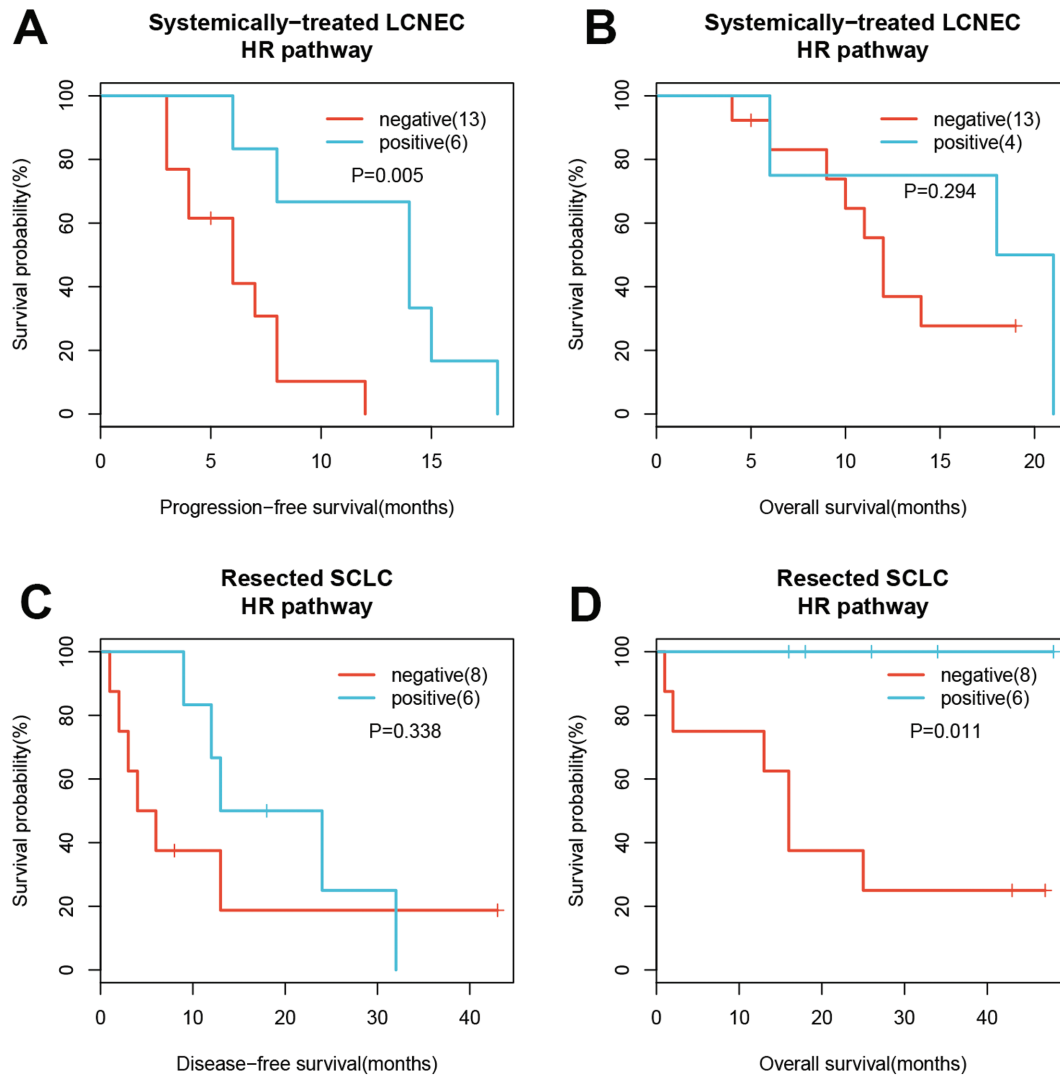 A
Systemically−treated LCNEC
HR pathway
negative(13)
positive(6)
P=0.005
Survival probability(%)
0
20
40
60
80
100
0 5 10 15
Progression−free survival(months)
B
Systemically−treated LCNEC
HR pathway
negative(13)
positive(4)
P=0.294
Survival probability(%)
0
20
40
60
80
100
0 5 10 15 20
Overall survival(months)
C
Resected SCLC
HR pathway
negative(8)
positive(6)
P=0.338
Survival probability(%)
0
20
40
60
80
100
0 10 20 30 40
Disease−free survival(months)
D
Resected SCLC
HR pathway
negative(8)
positive(6)
P=0.011
Survival probability(%)
0
20
40
60
80
100
0 10 20 30 40
Overall survival(months)